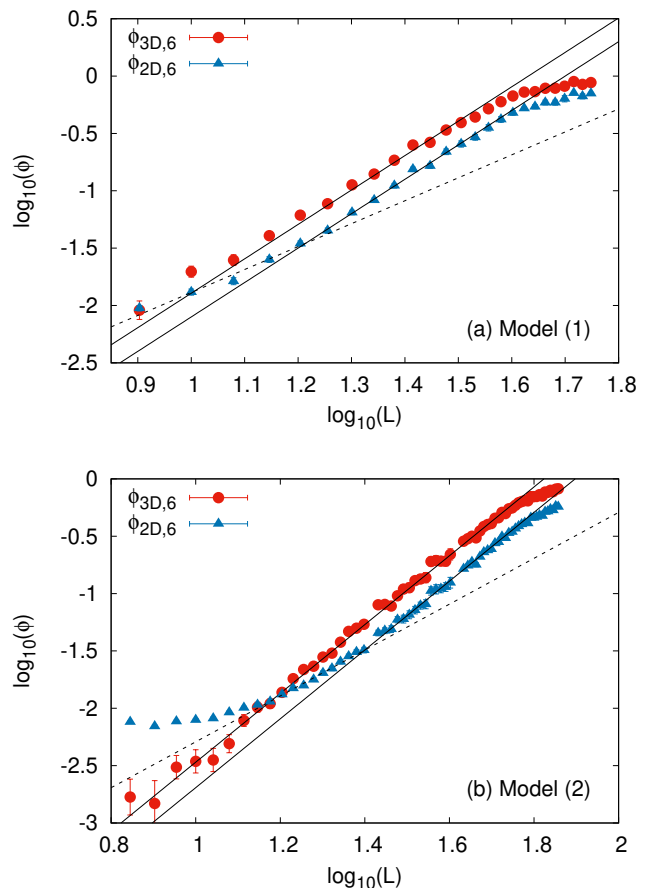 0.5
ϕ3D,6
ϕ2D,6
0
-0.5
log10(ϕ)
-1
-1.5
-2
(a) Model (1)
-2.5
0.9 1 1.1 1.2 1.3 1.4 1.5 1.6 1.7 1.8
log10(L)
0
ϕ3D,6
ϕ2D,6
-0.5
-1
log10(ϕ)
-1.5
-2
-2.5
(b) Model (2)
-3
0.8 1 1.2 1.4 1.6 1.8 2
log10(L)